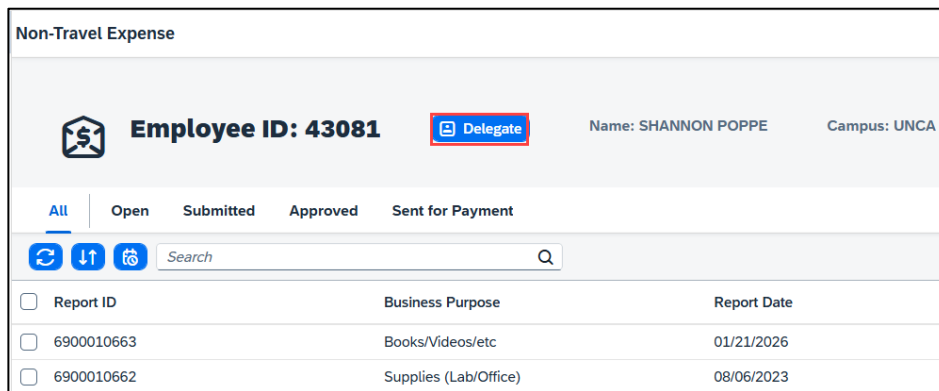 Non-Travel Expense
Employee ID: 43081 Delegate Name: SHANNON POPPE Campus: UNCA
All Open Submitted Approved Sent for Payment
Search
Report ID Business Purpose Report Date
6900010663 Books/Videos/etc 01/21/2026
6900010662 Supplies (Lab/Office) 08/06/2023